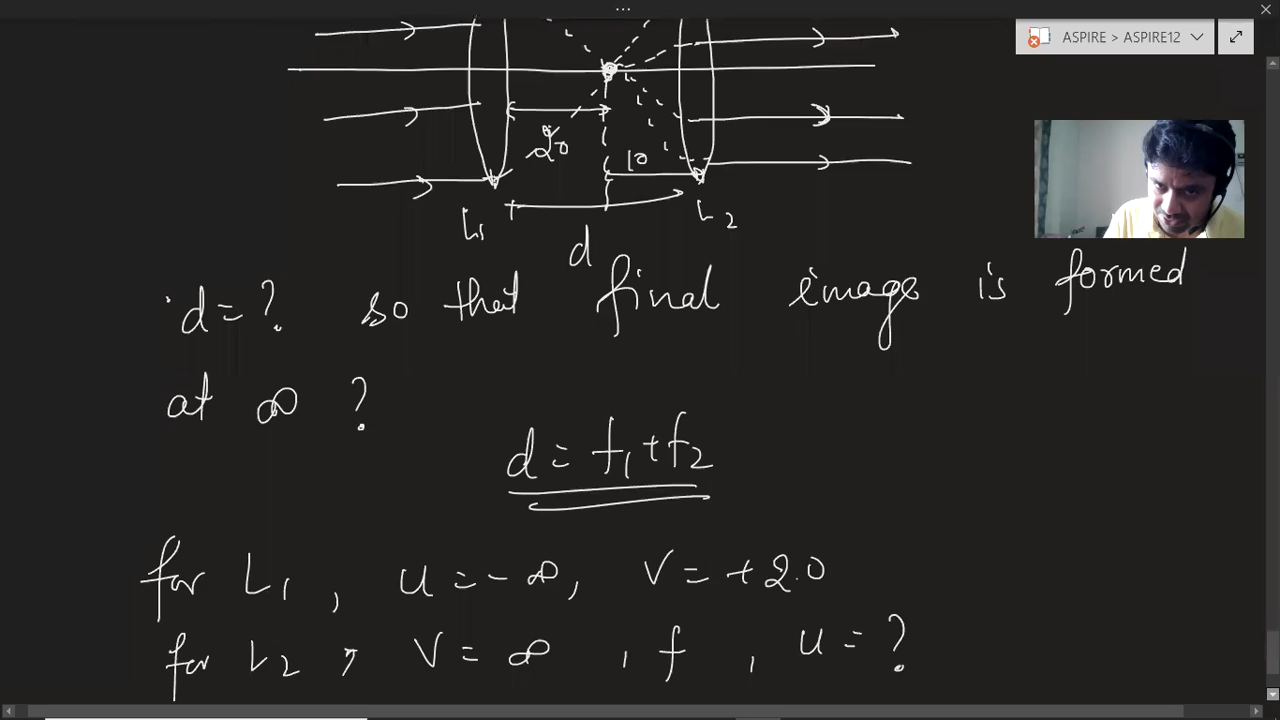 ASPIRE > ASPIRE12
20
10
L1
L2
d
d = ? so that final image is formed
at ∞ ?
d = f1 + f2
for L1 , u = - ∞, v = + 20
for L2 , v = ∞ , f , u = ?